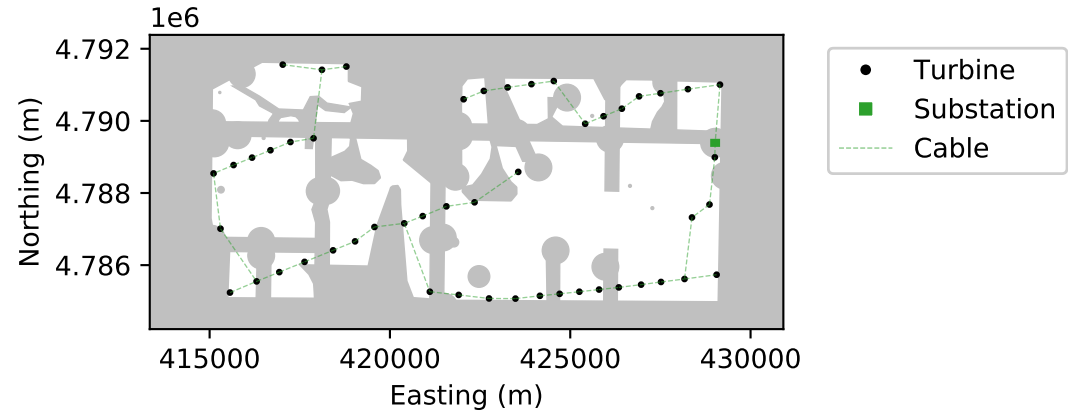 1e6
4.792
4.790
4.788
4.786
Northing (m)
415000 420000 425000 430000
Easting (m)
Turbine
Substation
Cable